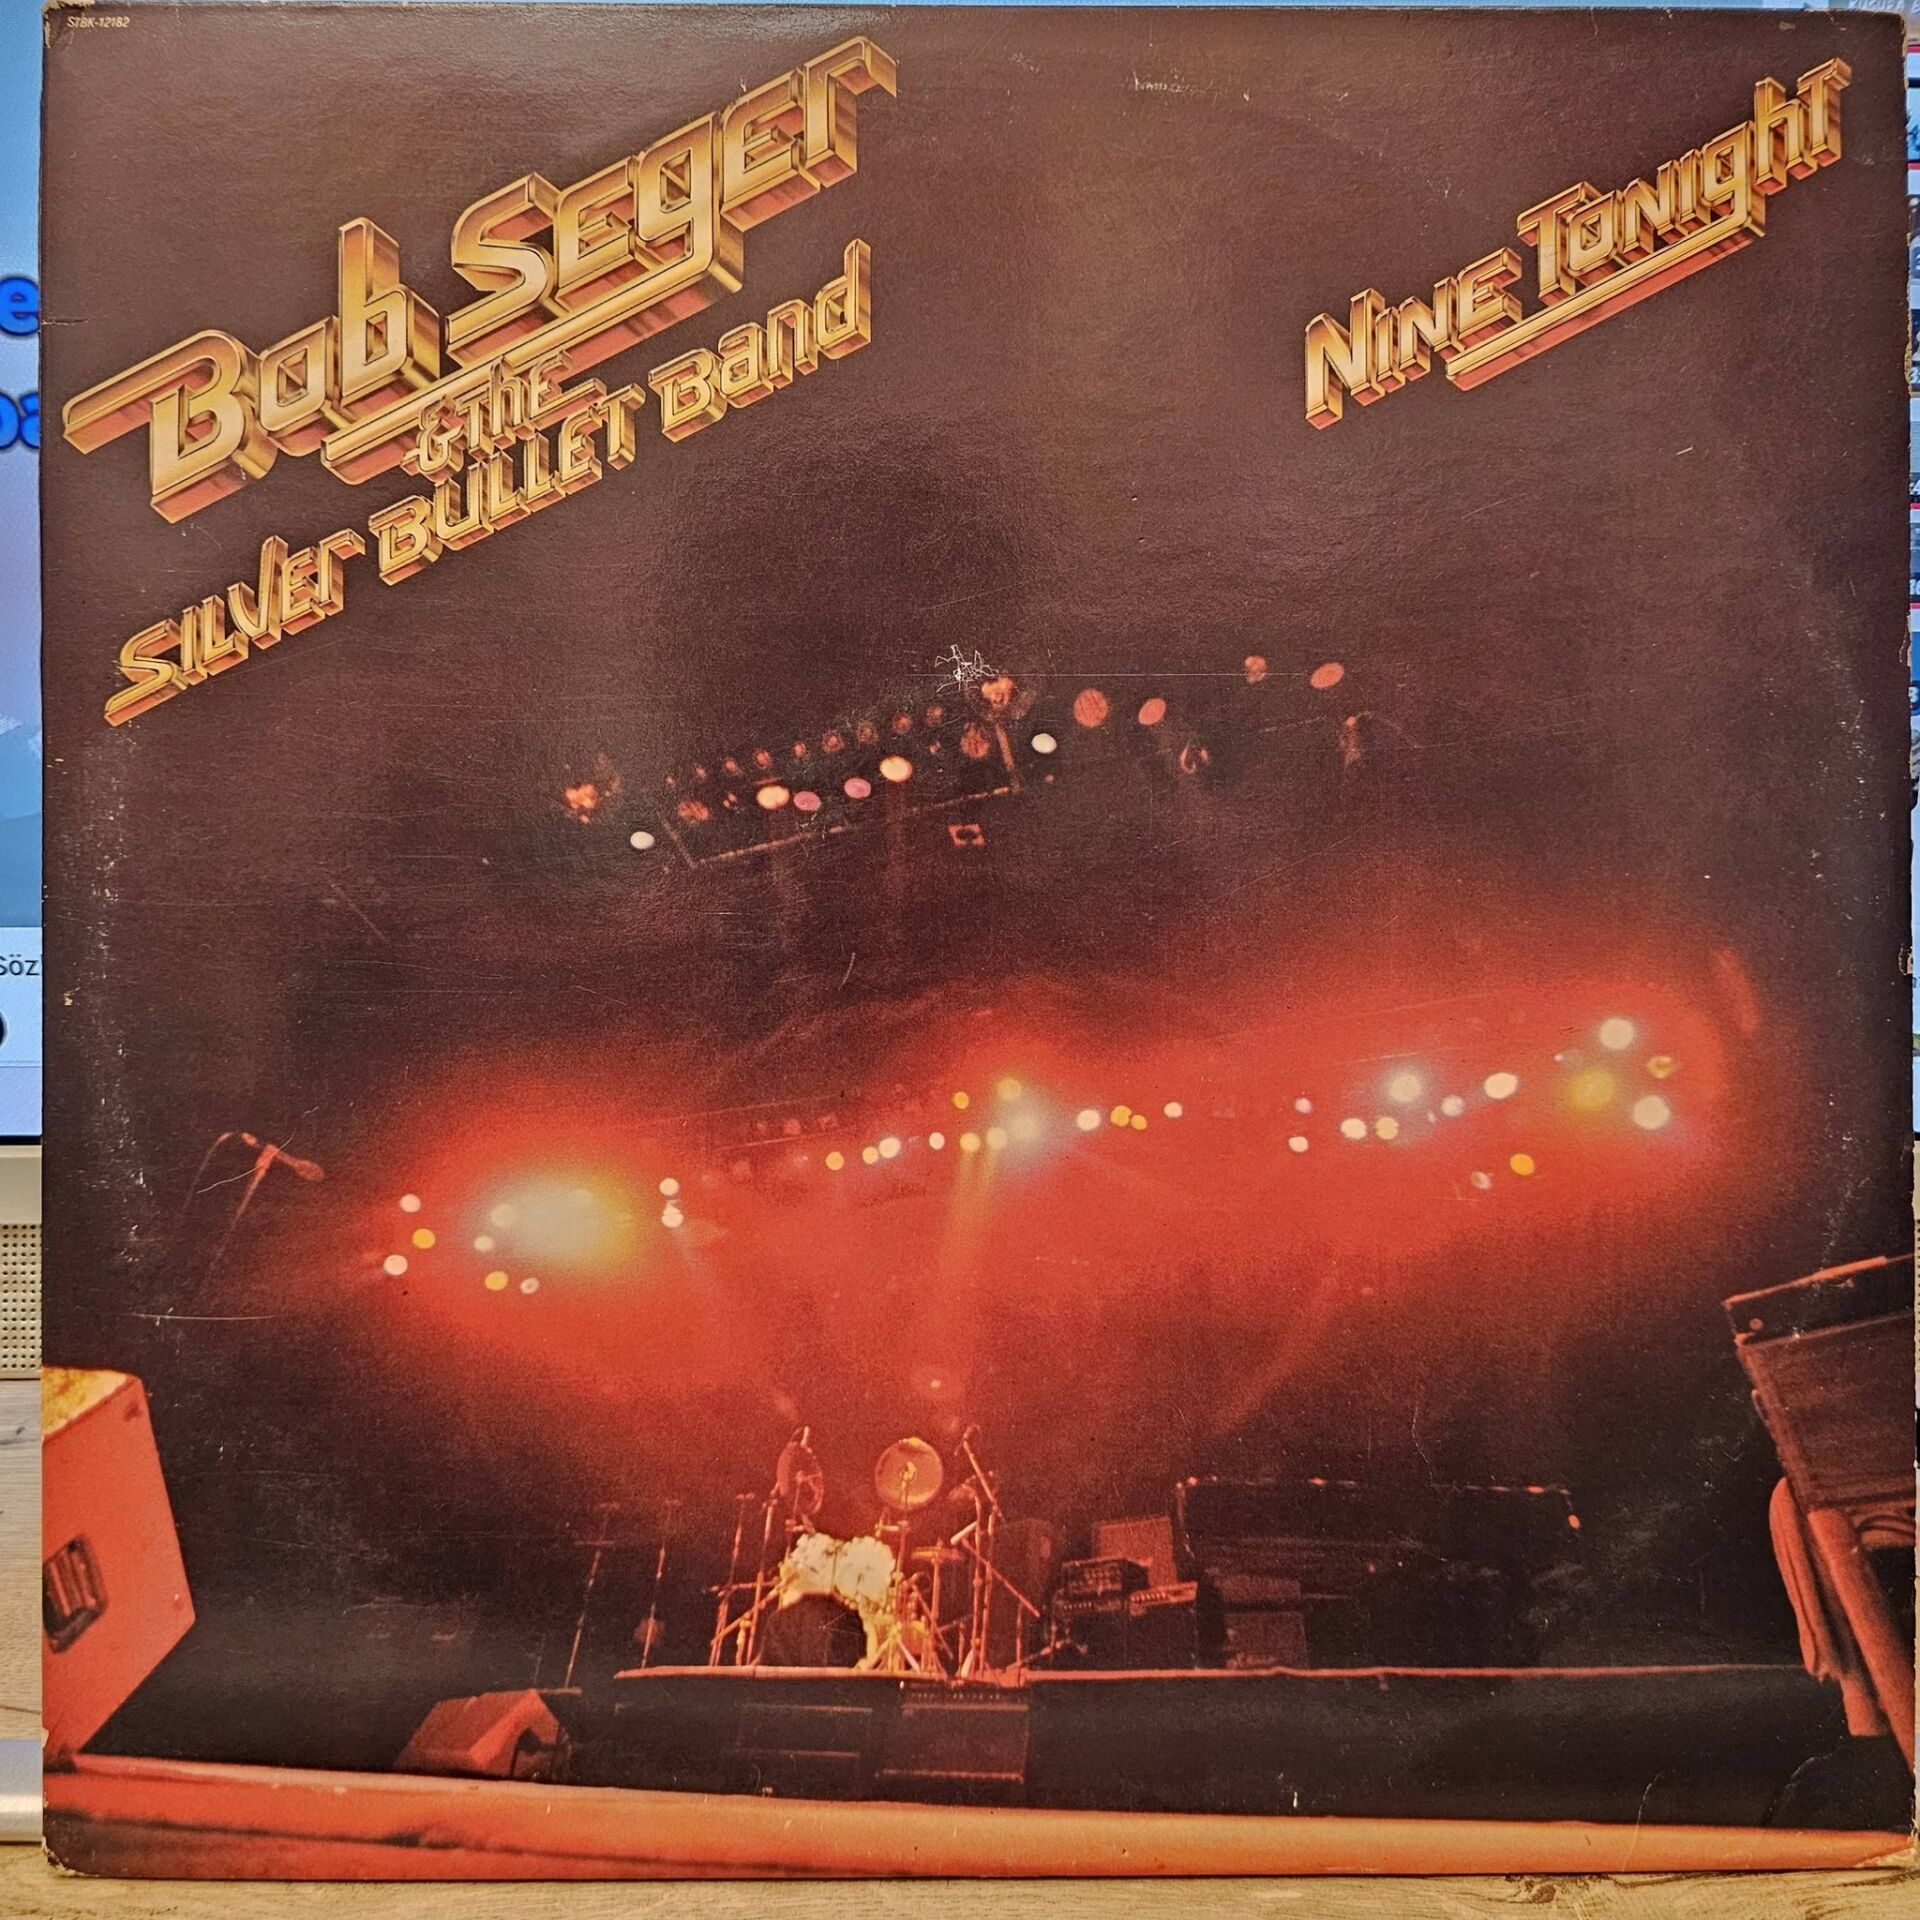 STBK-12182
Bob Seger
& The
Silver Bullet Band
Nine Tonight
Söz